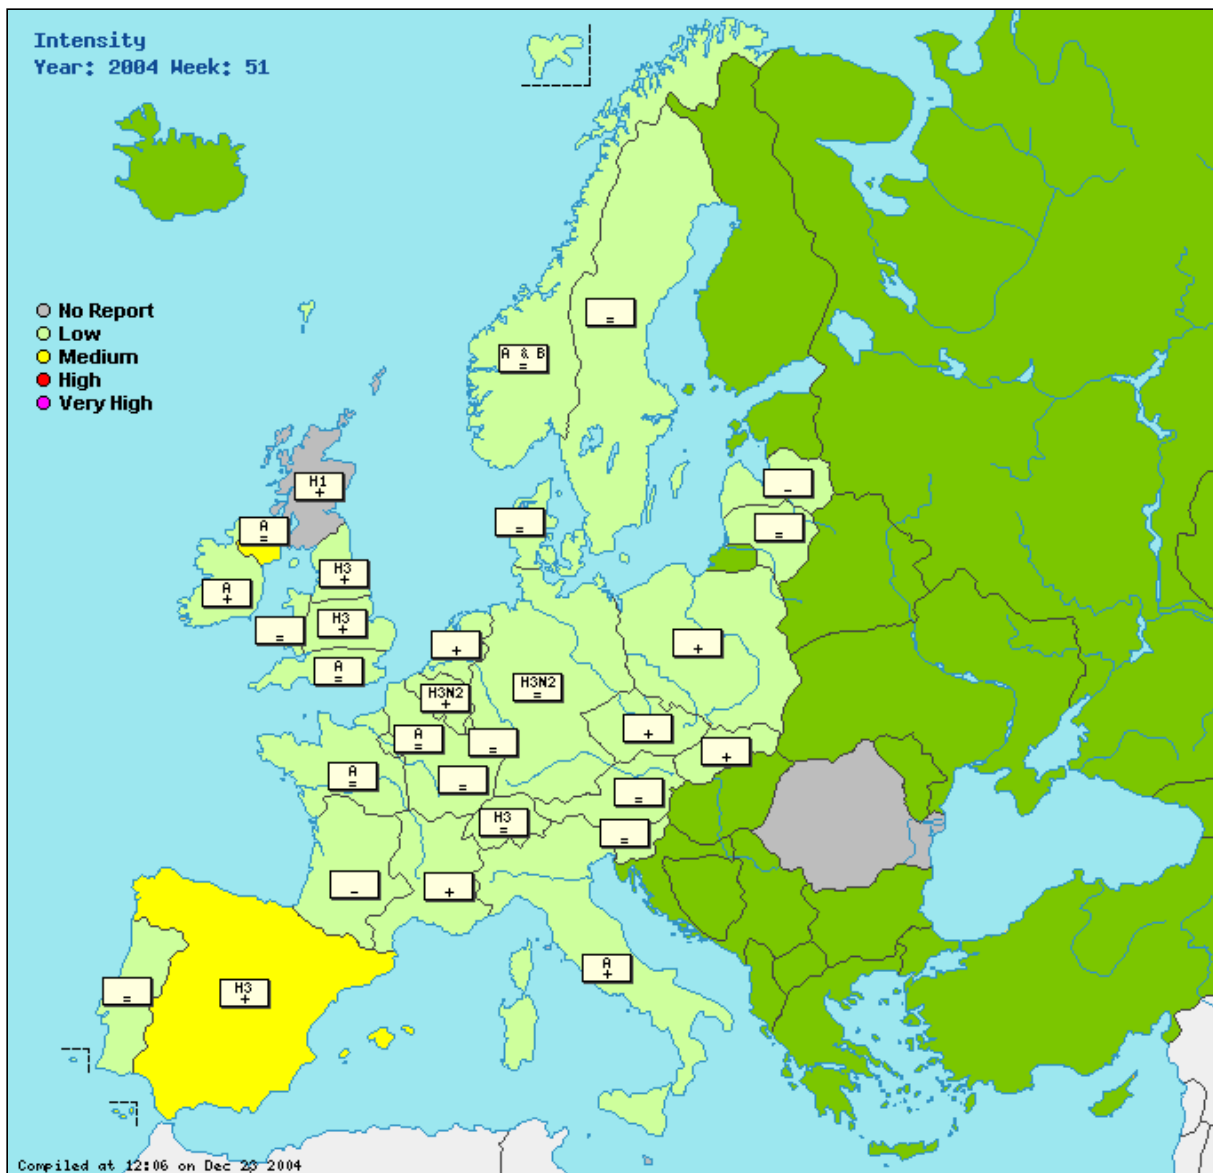 Intensity
Year: 2004 Week: 51
No Report
Low
Medium
High
Very High
=
A & B
=
H1
+
-
A
=
=
=
H3
+
A
+
H3
+
=
+
+
A
=
H3N2
=
H3N2
+
+
A
=
=
+
A
=
=
=
H3
=
=
-
+
A
+
=
H3
+
Compiled at 12:06 on Dec 23 2004